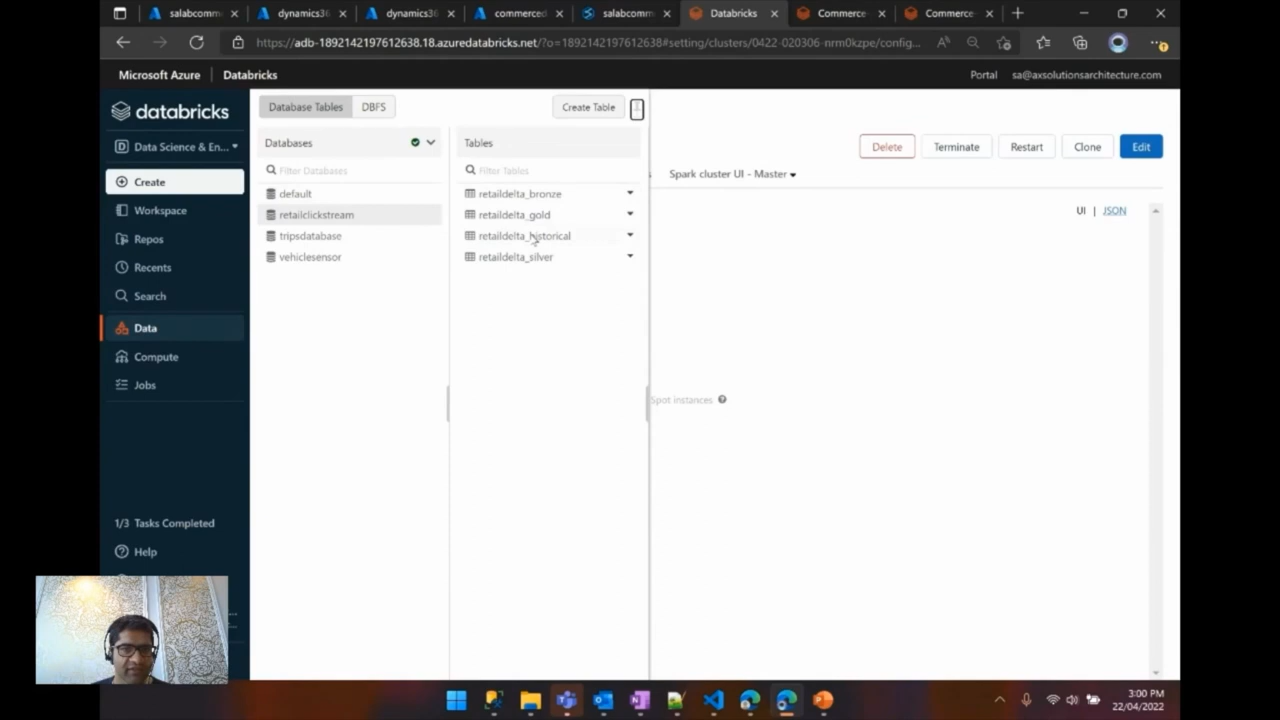 salabcomm
dynamics36
dynamics36
commerced
salabcomm
Databricks
Commerce
Commerce
https://adb-1892142197612638.18.azuredatabricks.net/?o=1892142197612638#setting/clusters/0422-020306-nrm0kzpe/config...
Microsoft Azure
Databricks
Portal
sa@axsolutionsarchitecture.com
databricks
Data Science & En...
Create
Workspace
Repos
Recents
Search
Data
Compute
Jobs
1/3 Tasks Completed
Help
Database Tables
DBFS
Create Table
Databases
Filter Databases
default
retailclickstream
tripsdatabase
vehiclesensor
Tables
Filter Tables
retaildelta_bronze
retaildelta_gold
retaildelta_historical
retaildelta_silver
Delete
Terminate
Restart
Clone
Edit
Spark cluster UI - Master
UI | JSON
Spot instances
3:00 PM
22/04/2022